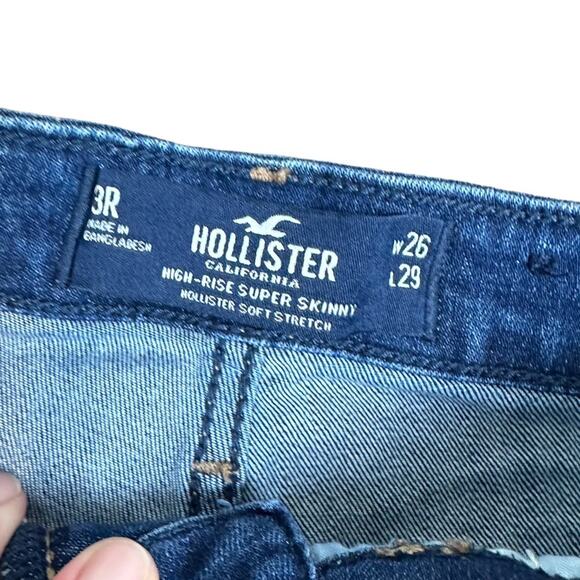 3R
MADE IN
BANGLADESH
HOLLISTER
CALIFORNIA
HIGH-RISE SUPER SKINNY
HOLLISTER SOFT STRETCH
W26
L29